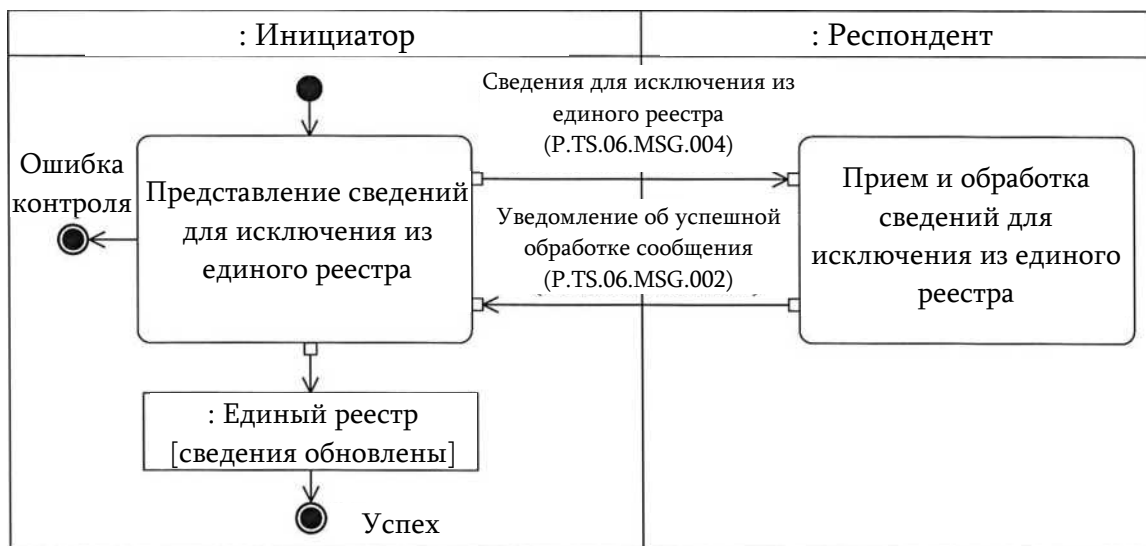 : Инициатор
: Респондент
Сведения для исключения из
единого реестра
(P.TS.06.MSG.004)
Ошибка
контроля
Представление сведений
для исключения из
единого реестра
Уведомление об успешной
обработке сообщения
(P.TS.06.MSG.002)
Прием и обработка
сведений для
исключения из единого
реестра
: Единый реестр
[сведения обновлены]
Успех